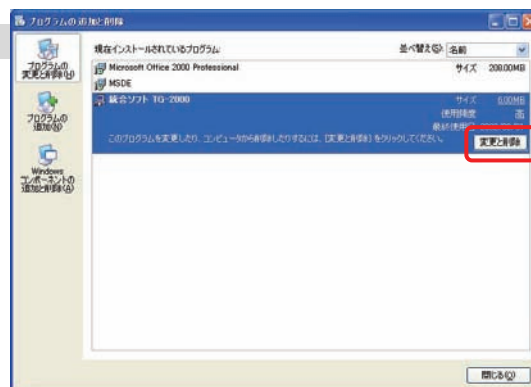 プログラムの追加と削除
プログラムの
変更と削除(H)
プログラムの
追加(N)
Windows
コンポーネントの
追加と削除(A)
現在インストールされているプログラム:
並べ替え(S): 名前
Microsoft Office 2000 Professional
サイズ 200.00MB
MSDE
統合ソフト TG-2000
サイズ 6.00MB
使用頻度 高
最終使用日
このプログラムを変更したり、コンピュータから削除したりするには、[変更と削除] をクリックしてください。
変更と削除
閉じる(O)